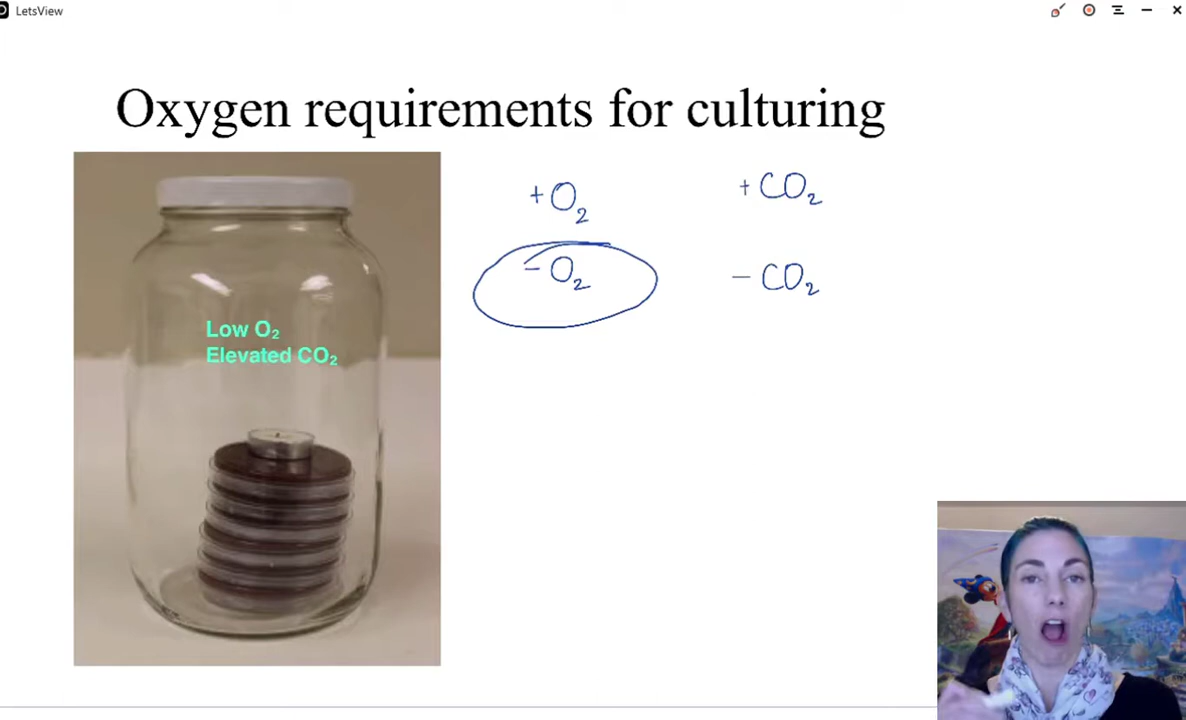 LetsView
Oxygen requirements for culturing
+O₂
+CO₂
-O₂
-CO₂
Low O₂
Elevated CO₂